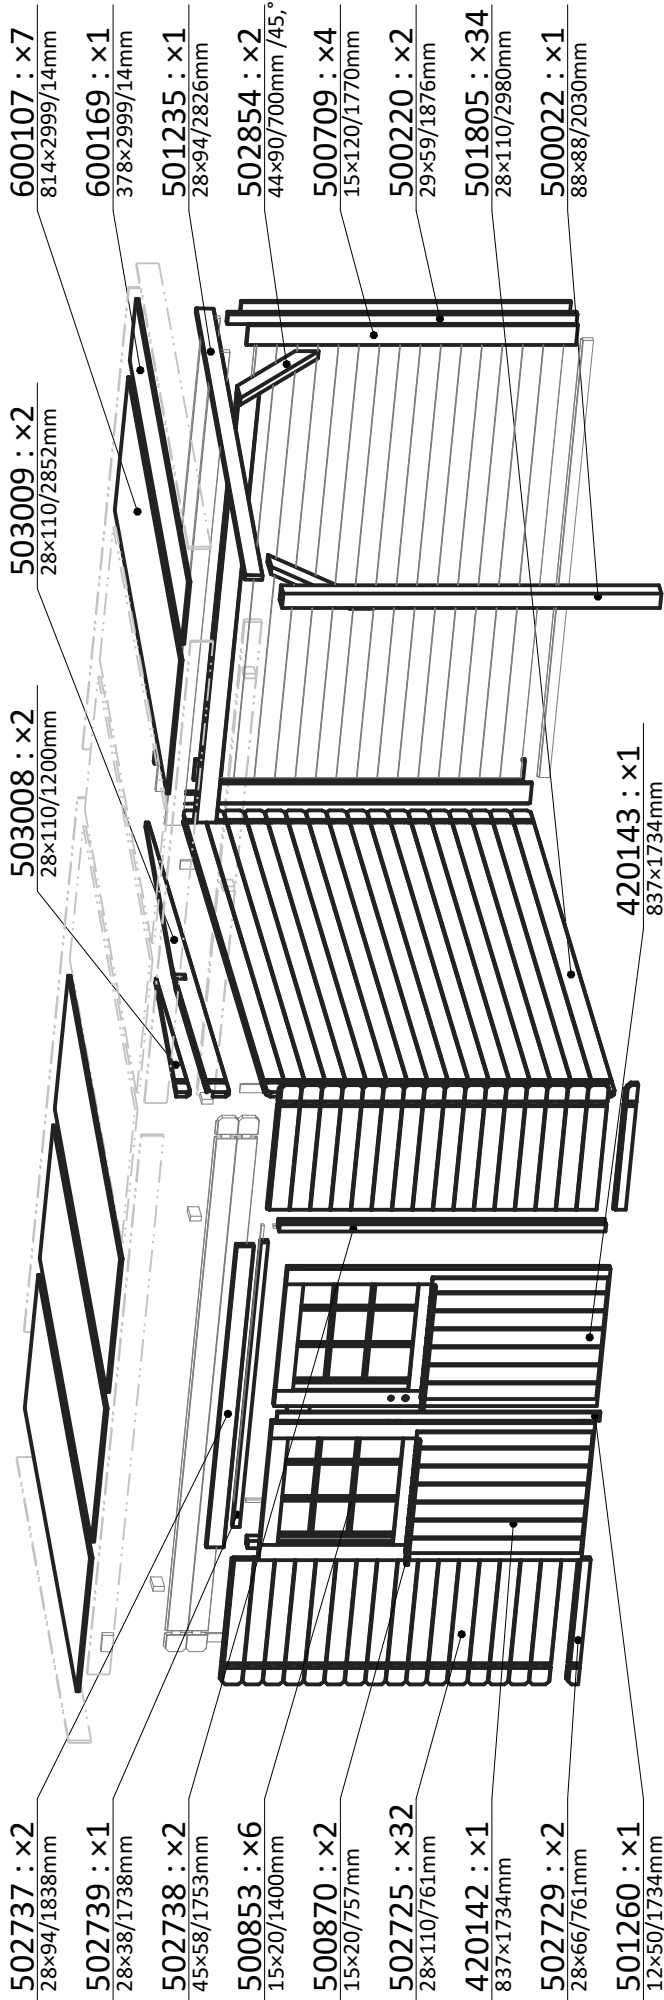 502737 : ×2
28×94/1838mm
502739 : ×1
28×38/1738mm
502738 : ×2
45×58/1753mm
500853 : ×6
15×20/1400mm
500870 : ×2
15×20/757mm
502725 : ×32
28×110/761mm
420142 : ×1
837×1734mm
502729 : ×2
28×66/761mm
501260 : ×1
12×50/1734mm
503008 : ×2
28×110/1200mm
503009 : ×2
28×110/2852mm
420143 : ×1
837×1734mm
600107 : ×7
814×2999/14mm
600169 : ×1
378×2999/14mm
501235 : ×1
28×94/2826mm
502854 : ×2
44×90/700mm /45,°
500709 : ×4
15×120/1770mm
500220 : ×2
29×59/1876mm
501805 : ×34
28×110/2980mm
500022 : ×1
88×88/2030mm